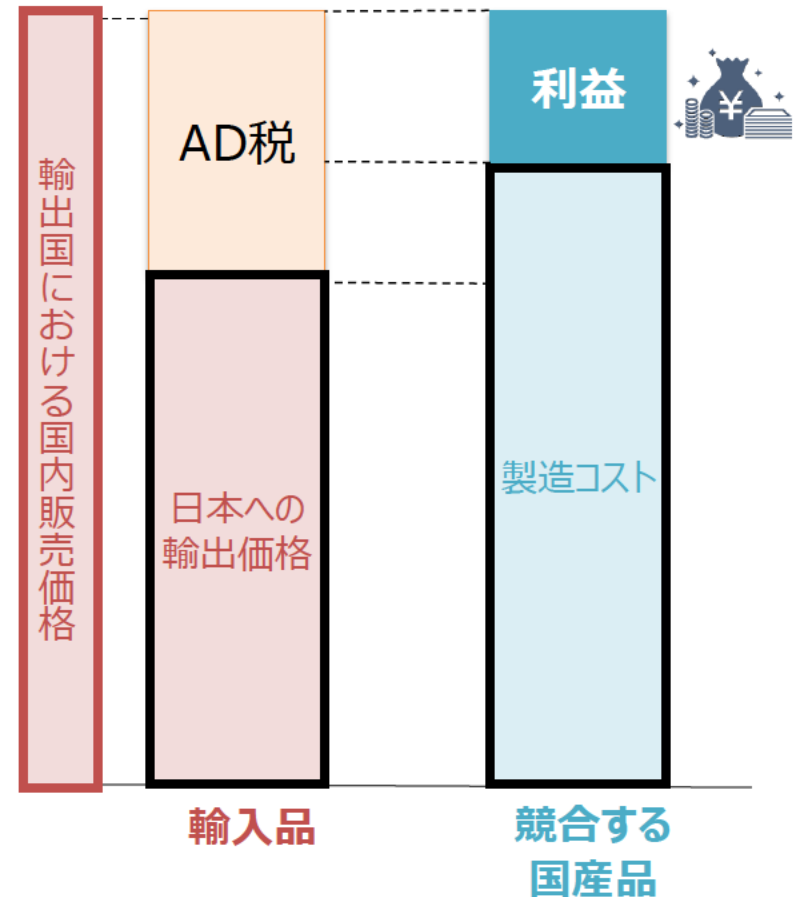 輸出国における国内販売価格
AD税
日本への
輸出価格
輸入品
利益
¥
製造コスト
競合する
国産品